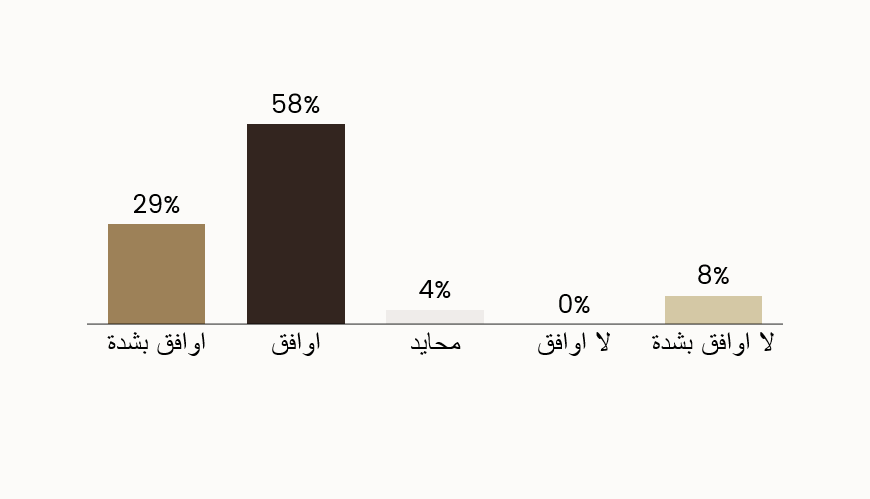 58%
29%
8%
4%
0%
اوافق بشدة
اوافق
محايد
لا اوافق
لا اوافق بشدة